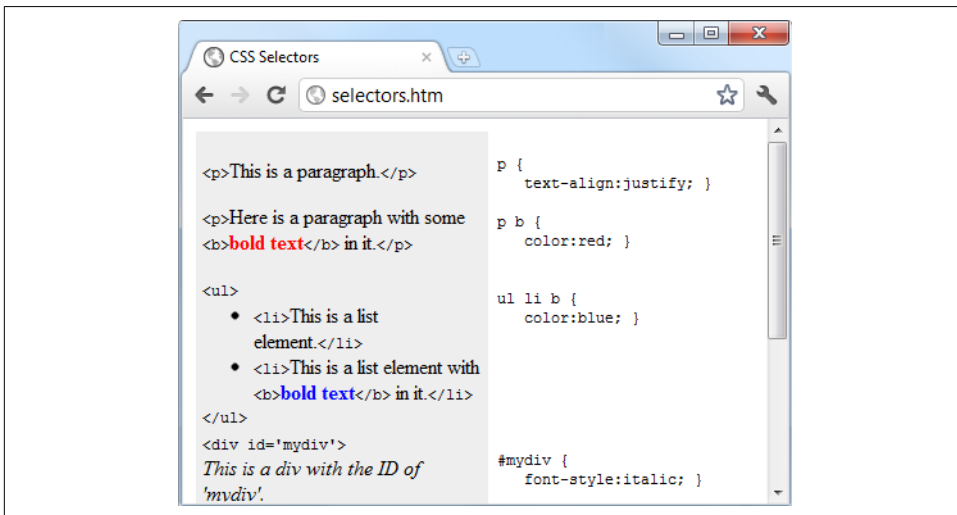 CSS Selectors
selectors.htm
<p>This is a paragraph.</p>
<p>Here is a paragraph with some
<b>bold text</b> in it.</p>
<ul>
• <li>This is a list
element.</li>
• <li>This is a list element with
<b>bold text</b> in it.</li>
</ul>
<div id='mydiv'>
This is a div with the ID of
'mydiv'.
p {
text-align:justify; }
p b {
color:red; }
ul li b {
color:blue; }
#mydiv {
font-style:italic; }